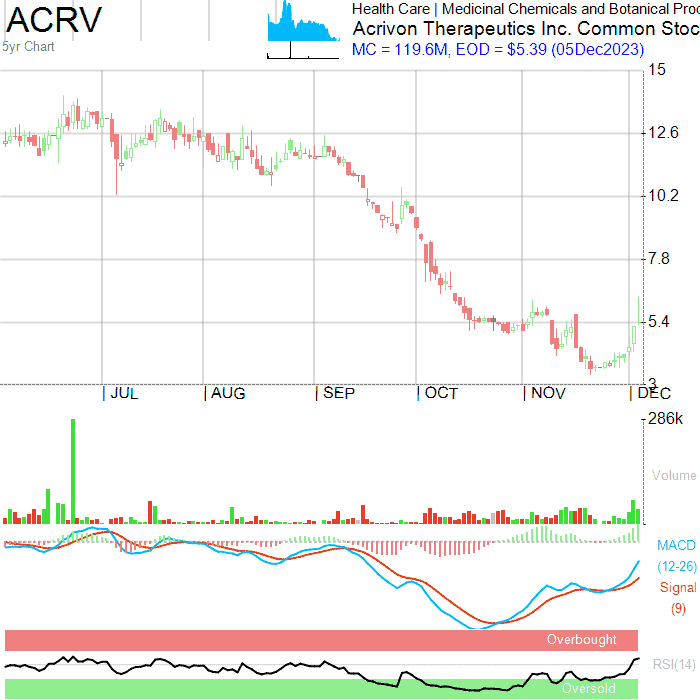 ACRV
5yr Chart
Health Care | Medicinal Chemicals and Botanical Proc
Acrivon Therapeutics Inc. Common Stoc
MC = 119.6M, EOD = $5.39 (05Dec2023)
15
12.6
10.2
7.8
5.4
3
JUL AUG SEP OCT NOV DEC
286k
Volume
MACD
(12-26)
Signal
(9)
Overbought
RSI(14)
Oversold